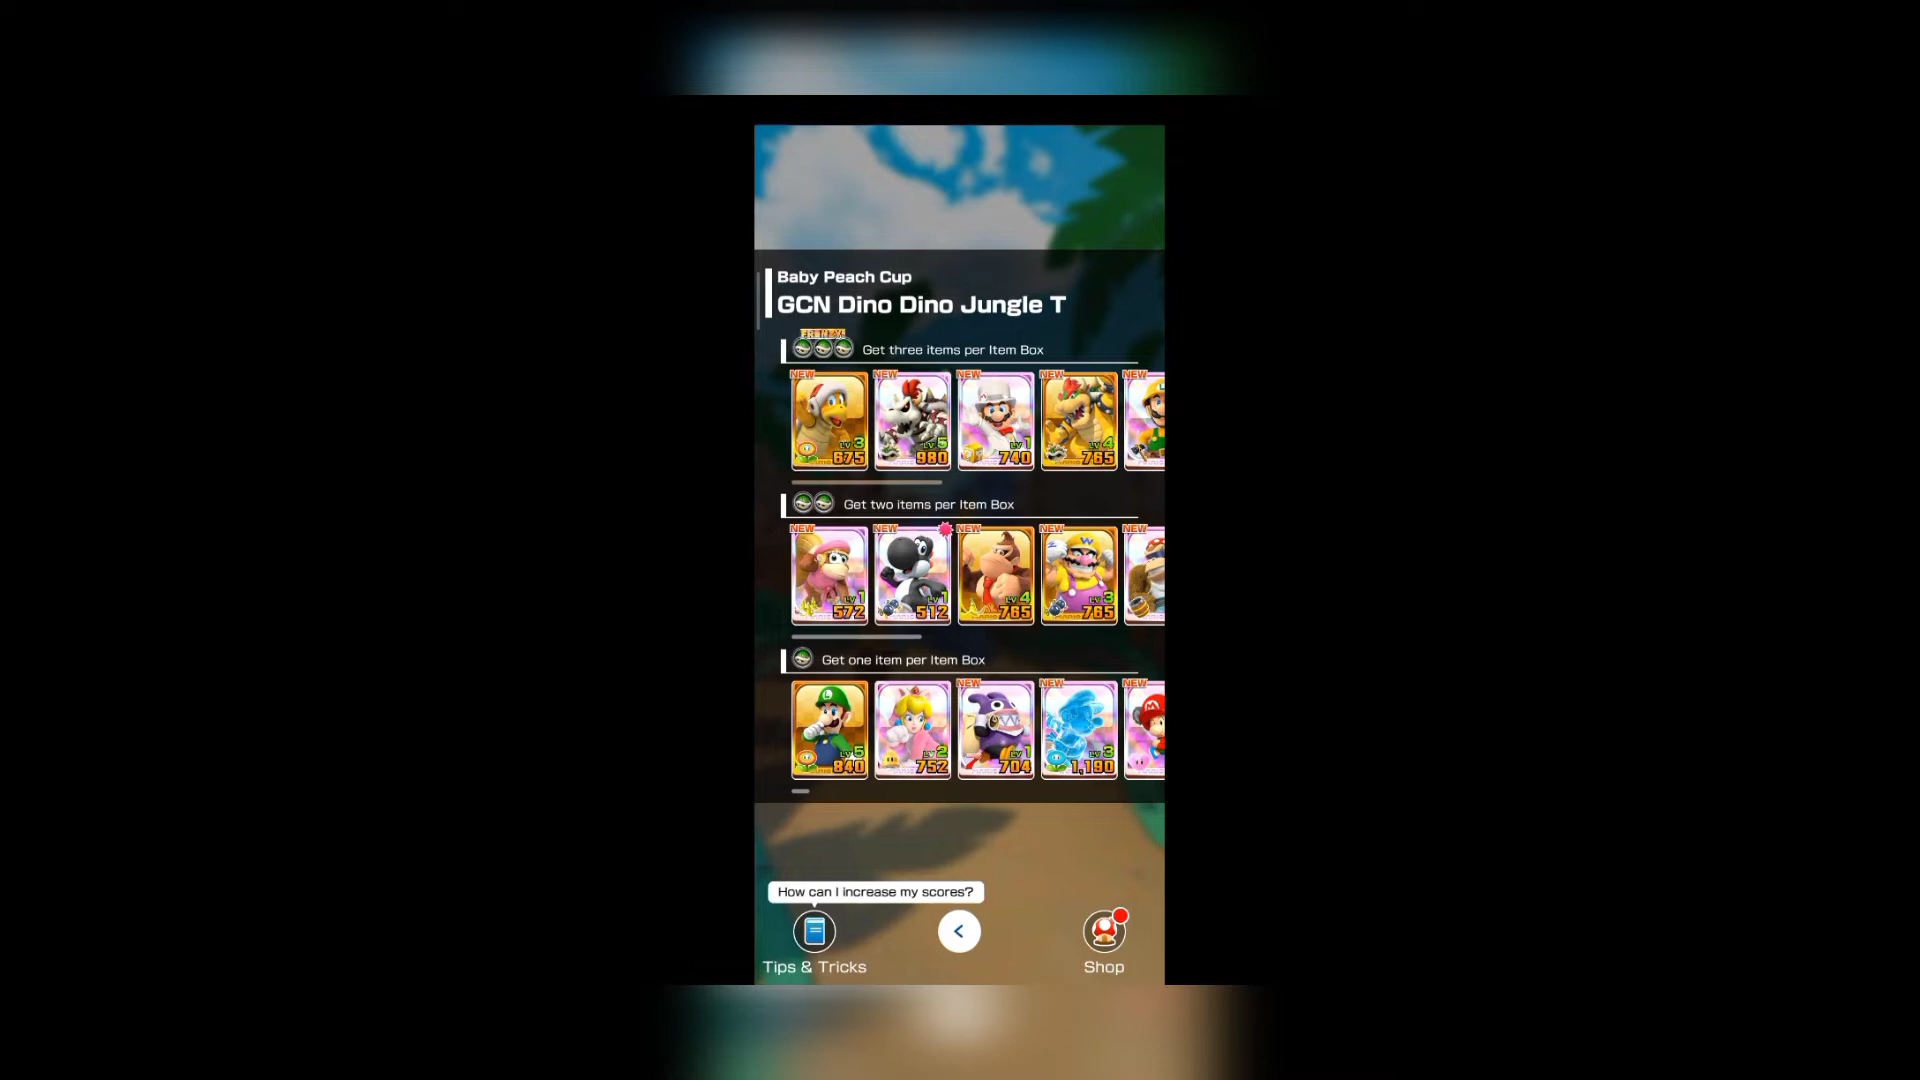 Baby Peach Cup
GCN Dino Dino Jungle T
FRENZY!
Get three items per Item Box
NEW NEW NEW NEW NEW
LV 3 LV 5 LV 1 LV 4
675 980 740 765
Get two items per Item Box
NEW NEW NEW NEW NEW
LV 1 LV 1 LV 4 LV 3
572 512 765 765
Get one item per Item Box
NEW NEW NEW
LV 5 LV 2 LV 1 LV 3
840 752 704 1,190
How can I increase my scores?
Tips & Tricks
Shop